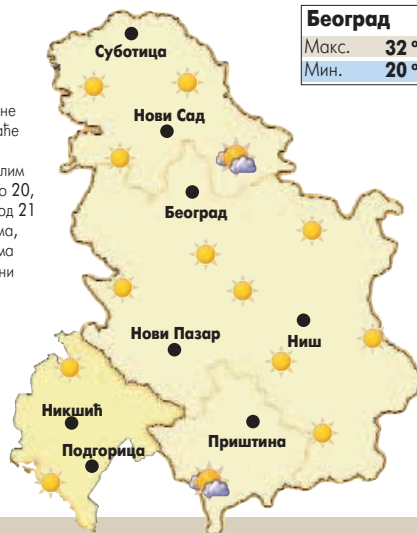 Београд
Макс. 32 °
Мин. 20 °
Суботица
Нови Сад
Београд
Нови Пазар
Ниш
Никшић
Приштина
Подгорица
не
лим
о 20,
од 21
ма,
ма
ни